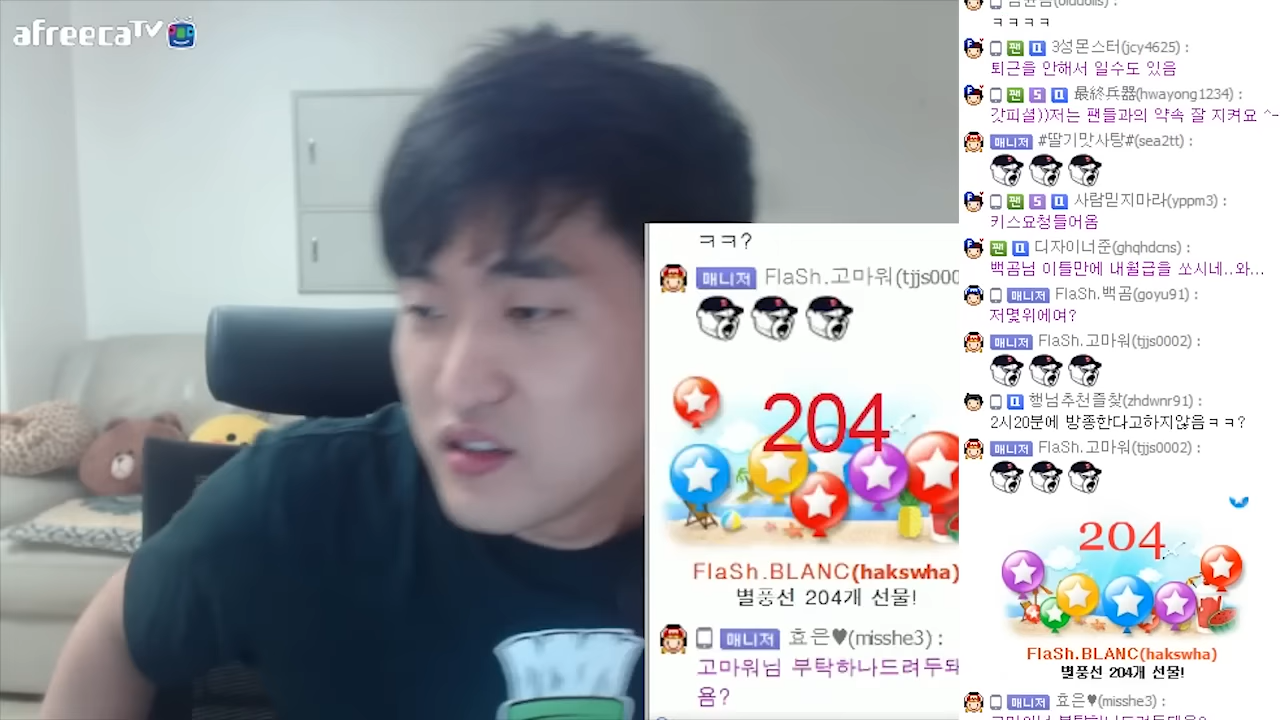 afreecaTV
ㅋㅋ?
매니저 FlaSh.고마워(tjjs000
204
FlaSh.BLANC(hakswha)
별풍선 204개 선물!
매니저 효은♥(misshe3) :
고마워님 부탁하나드려두돼
욤?
ㅋㅋㅋㅋ
팬 3성몬스터(jcy4625) :
퇴근을 안해서 일수도 있음
팬 S 最終兵器(hwayong1234) :
갓피셜))저는 팬들과의 약속 잘 지켜요 ^-
매니저 #딸기맛사탕#(sea2tt) :
팬 S 사람믿지마라(yppm3) :
키스요청들어옴
팬 디자이너준(ghqhdcns) :
백곰님 이틀만에 내월급을 쏘시네..와...
매니저 FlaSh.백곰(goyu91) :
저몇위에여?
매니저 FlaSh.고마워(tjjs0002) :
행님추천즐찾(zhdwnr91) :
2시20분에 방종한다고하지않음ㅋㅋ?
매니저 FlaSh.고마워(tjjs0002) :
204
FlaSh.BLANC(hakswha)
별풍선 204개 선물!
매니저 효은♥(misshe3) :